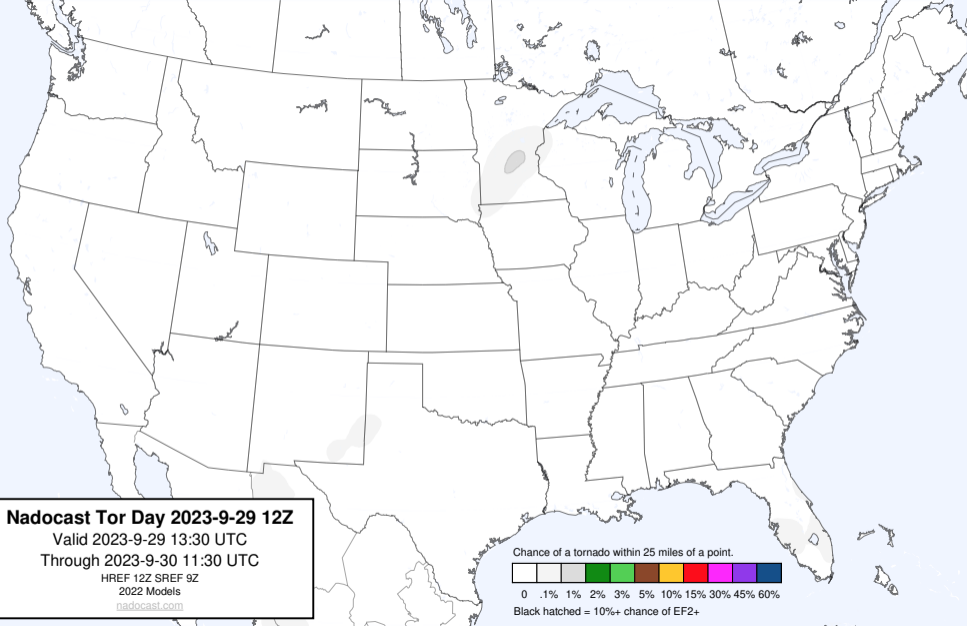 Nadocast Tor Day 2023-9-29 12Z
Valid 2023-9-29 13:30 UTC
Through 2023-9-30 11:30 UTC
HREF 12Z SREF 9Z
2022 Models
nadocast.com
Chance of a tornado within 25 miles of a point.
0 .1% 1% 2% 3% 5% 10% 15% 30% 45% 60%
Black hatched = 10%+ chance of EF2+